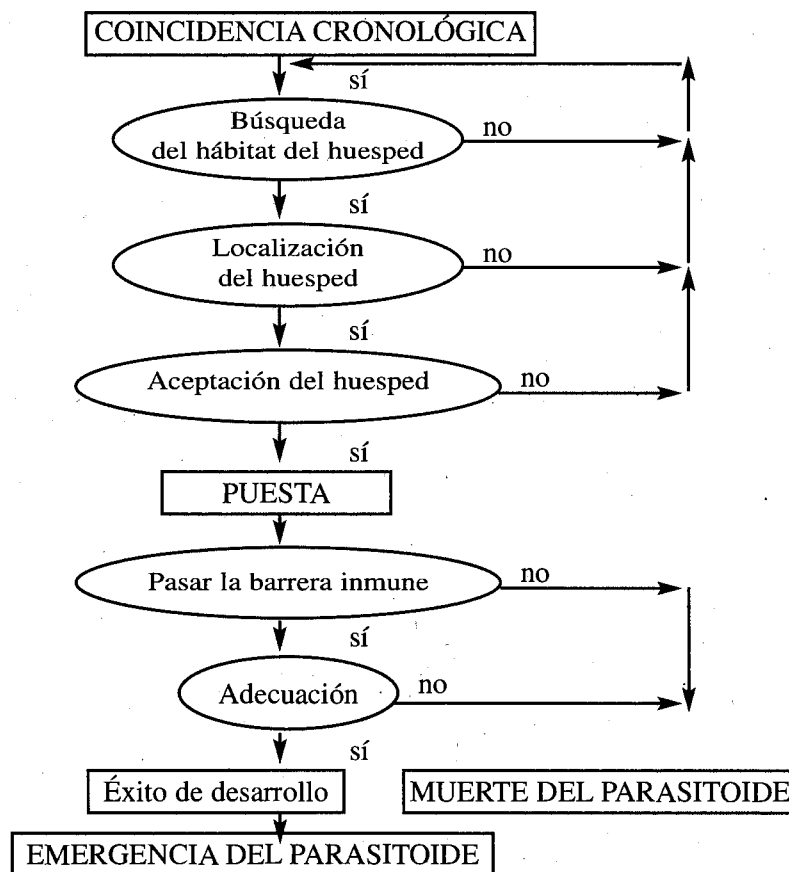 COINCIDENCIA CRONOLÓGICA
sí
Búsqueda
del hábitat del huesped
no
sí
Localización
del huesped
no
sí
Aceptación del huesped
no
sí
PUESTA
Pasar la barrera inmune
no
sí
Adecuación
no
sí
Éxito de desarrollo
MUERTE DEL PARASITOIDE
EMERGENCIA DEL PARASITOIDE